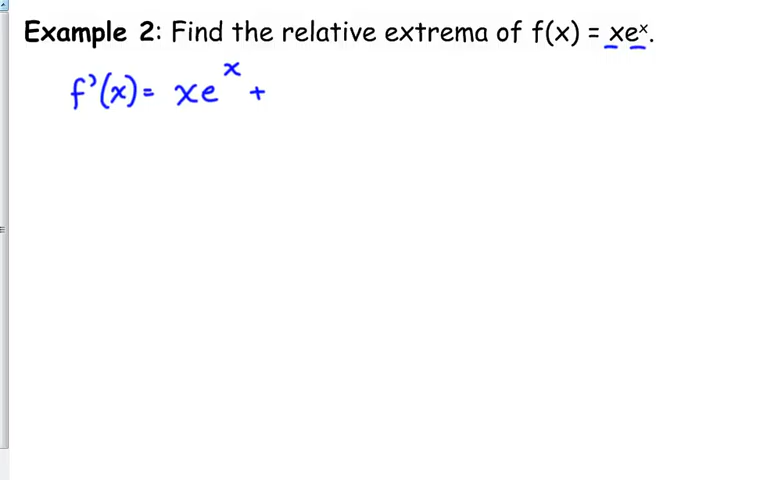 Example 2: Find the relative extrema of f(x) = xeˣ.
f'(x) = xeˣ +